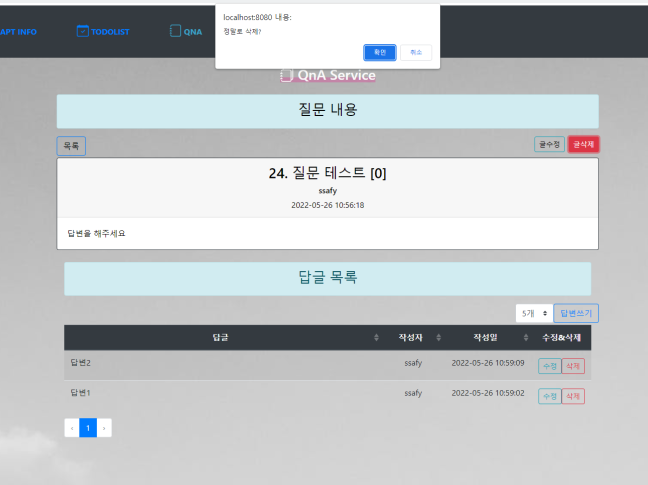 localhost:8080 내용:
정말로 삭제?
확인 취소
APT INFO TODOLIST QNA
QnA Service
질문 내용
목록 글수정 글삭제
24. 질문 테스트 [0]
ssafy
2022-05-26 10:56:18
답변을 해주세요
답글 목록
5개 답변쓰기
답글 작성자 작성일 수정&삭제
답변2 ssafy 2022-05-26 10:59:09 수정 삭제
답변1 ssafy 2022-05-26 10:59:02 수정 삭제
‹ 1 ›